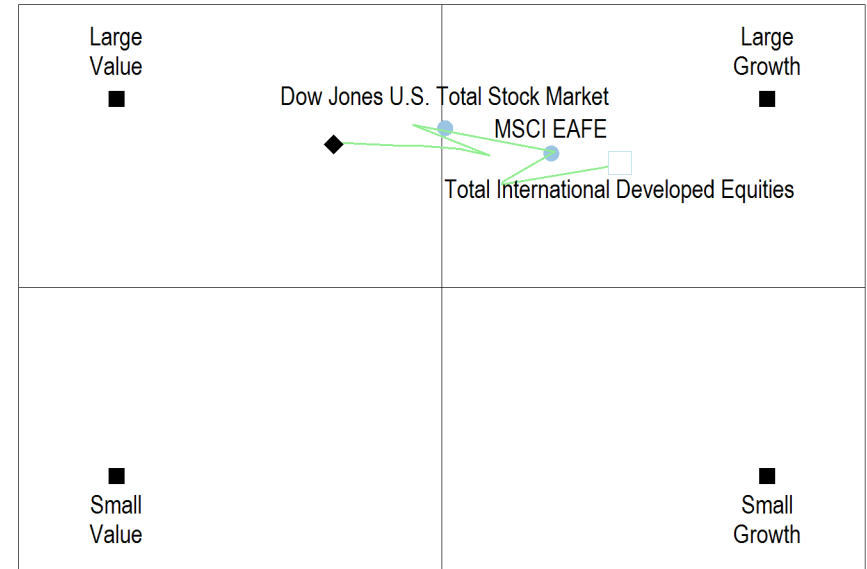 Large
Value
Large
Growth
Dow Jones U.S. Total Stock Market
MSCI EAFE
Total International Developed Equities
Small
Value
Small
Growth